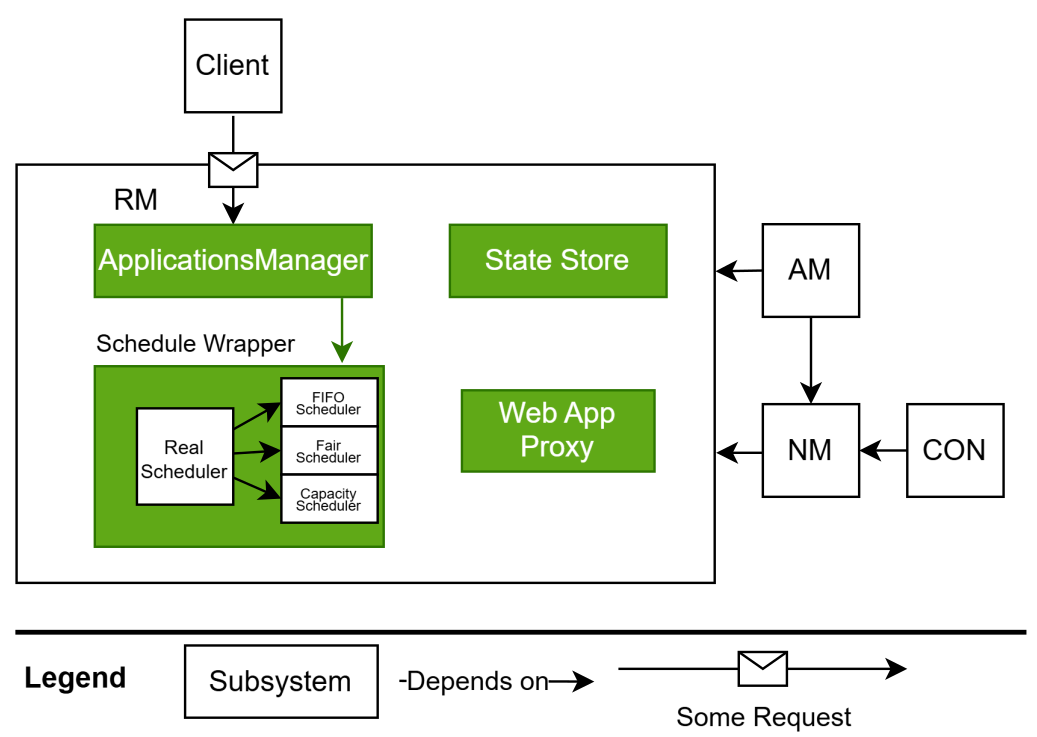 Client
RM
ApplicationsManager
State Store
AM
Schedule Wrapper
Real
Scheduler
FIFO
Scheduler
Fair
Scheduler
Capacity
Scheduler
Web App
Proxy
NM
CON
Legend
Subsystem
-Depends on
Some Request